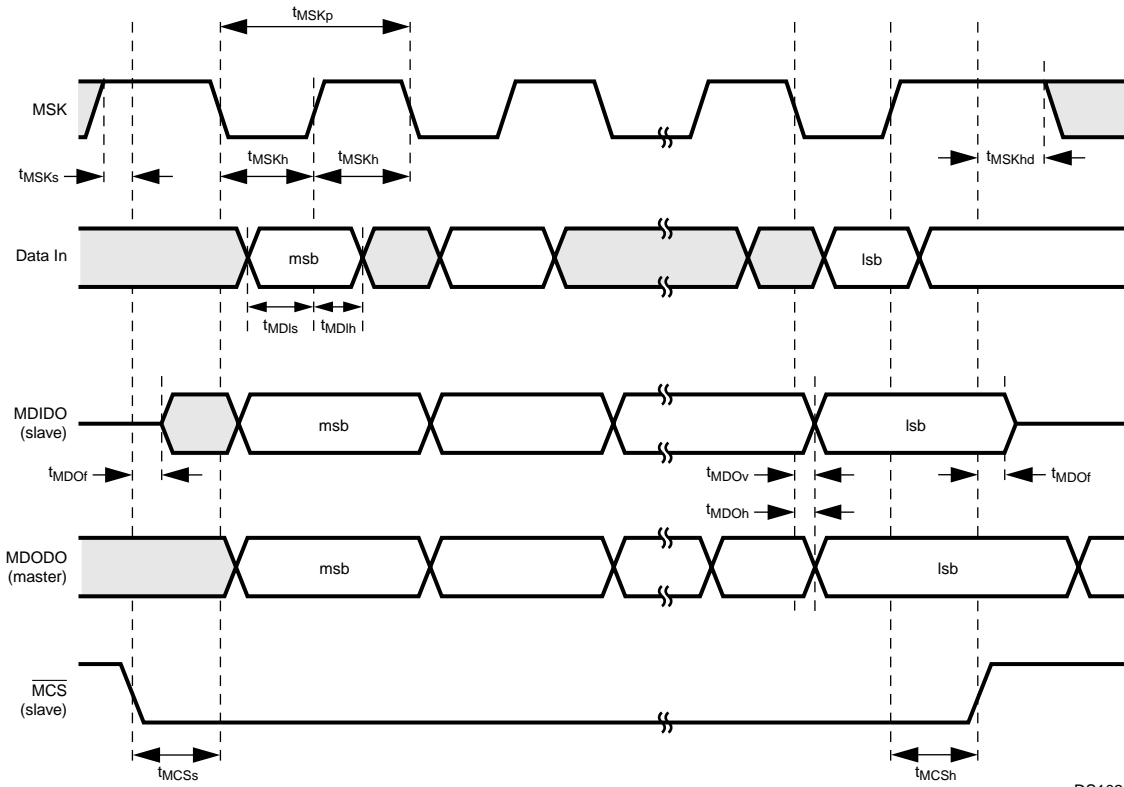 tMSKp
MSK
tMSKh
tMSKh
tMSKs
tMSKhd
Data In
msb
lsb
tMDIs
tMDIh
MDIDO
(slave)
msb
lsb
tMDOf
tMDOv
tMDOf
tMDOh
MDODO
(master)
msb
lsb
MCS
(slave)
tMCSs
tMCSh